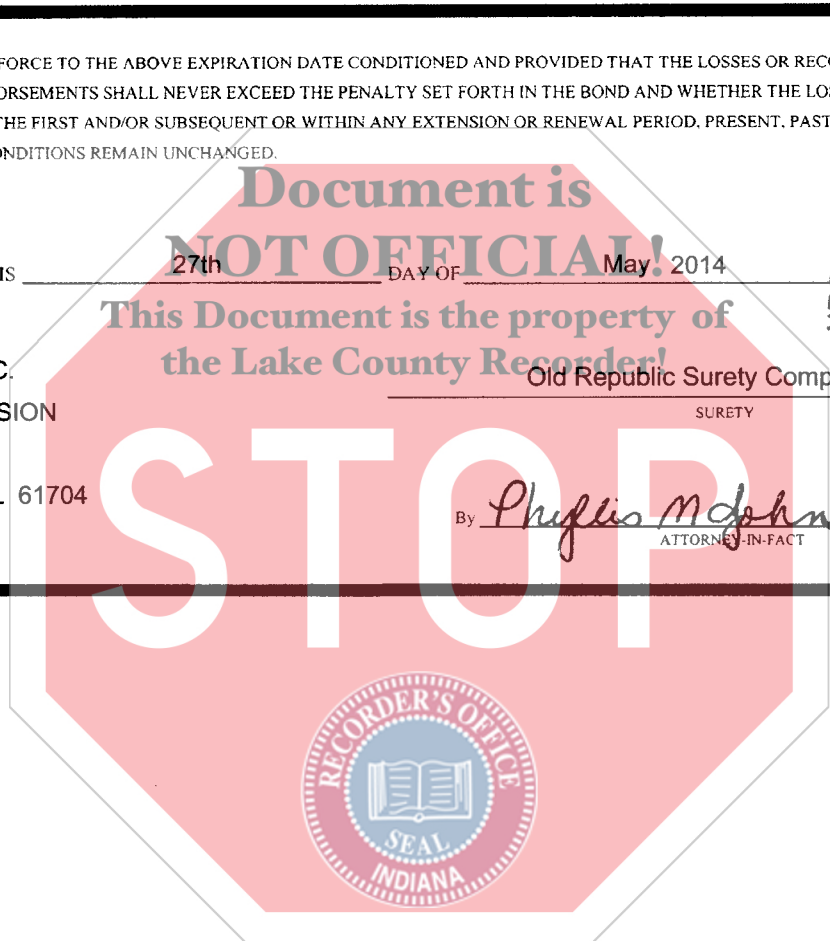 FORCE TO THE ABOVE EXPIRATION DATE CONDITIONED AND PROVIDED THAT THE LOSSES OR RECO
ORSEMENTS SHALL NEVER EXCEED THE PENALTY SET FORTH IN THE BOND AND WHETHER THE LOS
THE FIRST AND/OR SUBSEQUENT OR WITHIN ANY EXTENSION OR RENEWAL PERIOD, PRESENT, PAST
ONDITIONS REMAIN UNCHANGED.
Document is
NOT OFFICIAL!
IS 27th DAY OF May 2014
This Document is the property of
the Lake County Recorder!
C.
Old Republic Surety Comp
SION
SURETY
STOP
L 61704
By Phyllis M John
ATTORNEY-IN-FACT
RECORDER'S OFFICE
SEAL
INDIANA